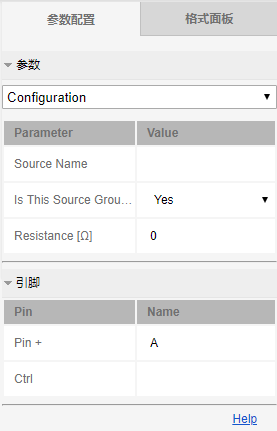 参数配置 格式面板
参数
Configuration
Parameter Value
Source Name
Is This Source Grou... Yes
Resistance [Ω] 0
引脚
Pin Name
Pin + A
Ctrl
Help